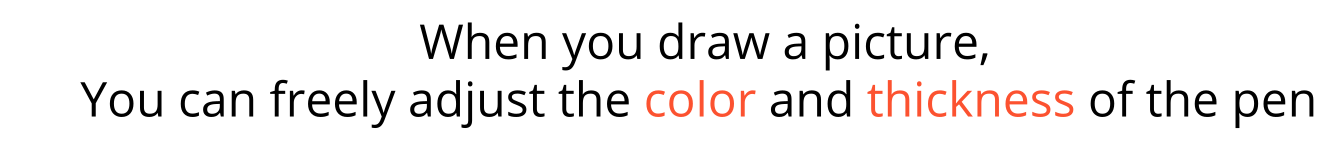 When you draw a picture,
You can freely adjust the color and thickness of the pen